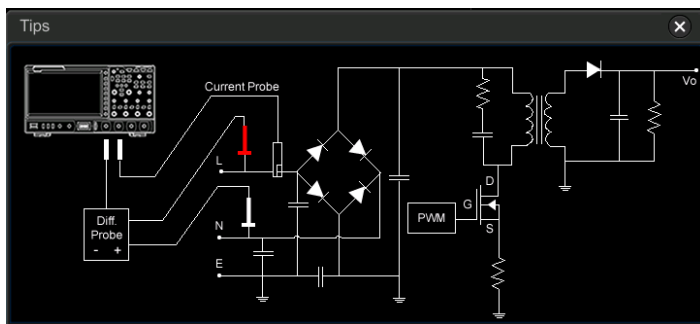 Tips
Current Probe
Vo
L
D
G
PWM
S
Diff.
Probe
- +
N
E